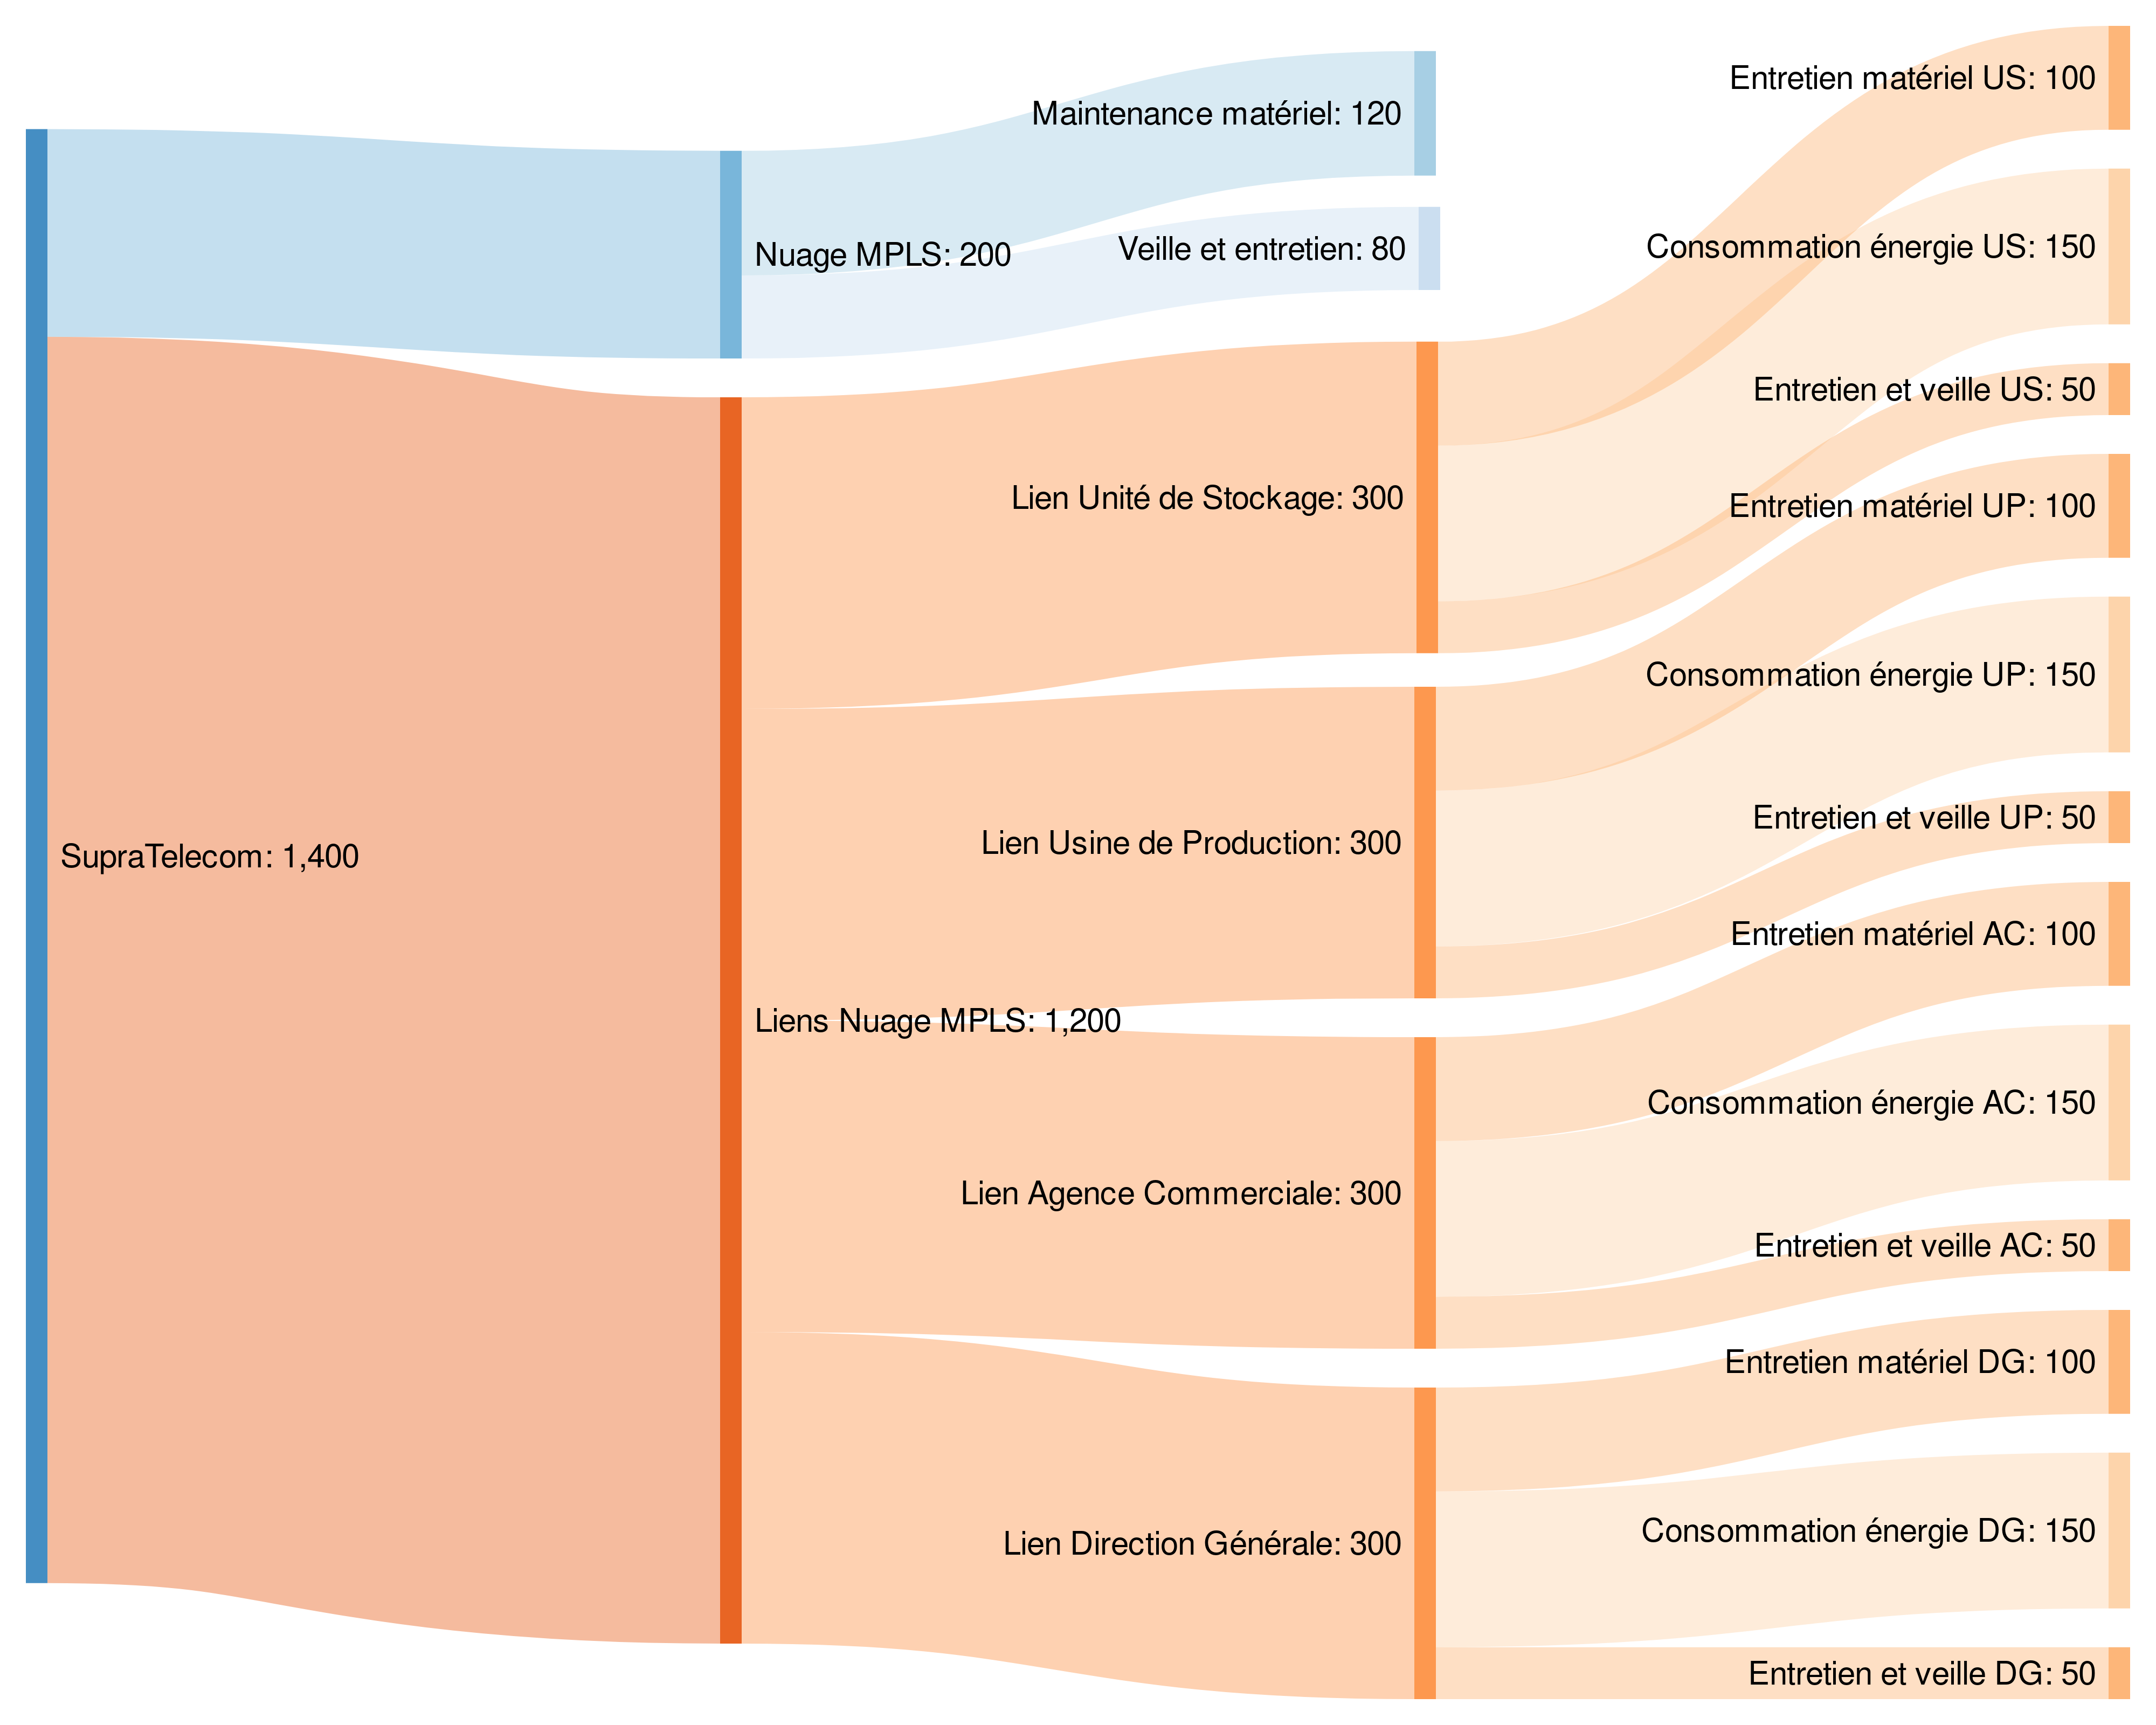 SupraTelecom: 1,400
Nuage MPLS: 200
Liens Nuage MPLS: 1,200
Maintenance matériel: 120
Veille et entretien: 80
Lien Unité de Stockage: 300
Lien Usine de Production: 300
Lien Agence Commerciale: 300
Lien Direction Générale: 300
Entretien matériel US: 100
Consommation énergie US: 150
Entretien et veille US: 50
Entretien matériel UP: 100
Consommation énergie UP: 150
Entretien et veille UP: 50
Entretien matériel AC: 100
Consommation énergie AC: 150
Entretien et veille AC: 50
Entretien matériel DG: 100
Consommation énergie DG: 150
Entretien et veille DG: 50